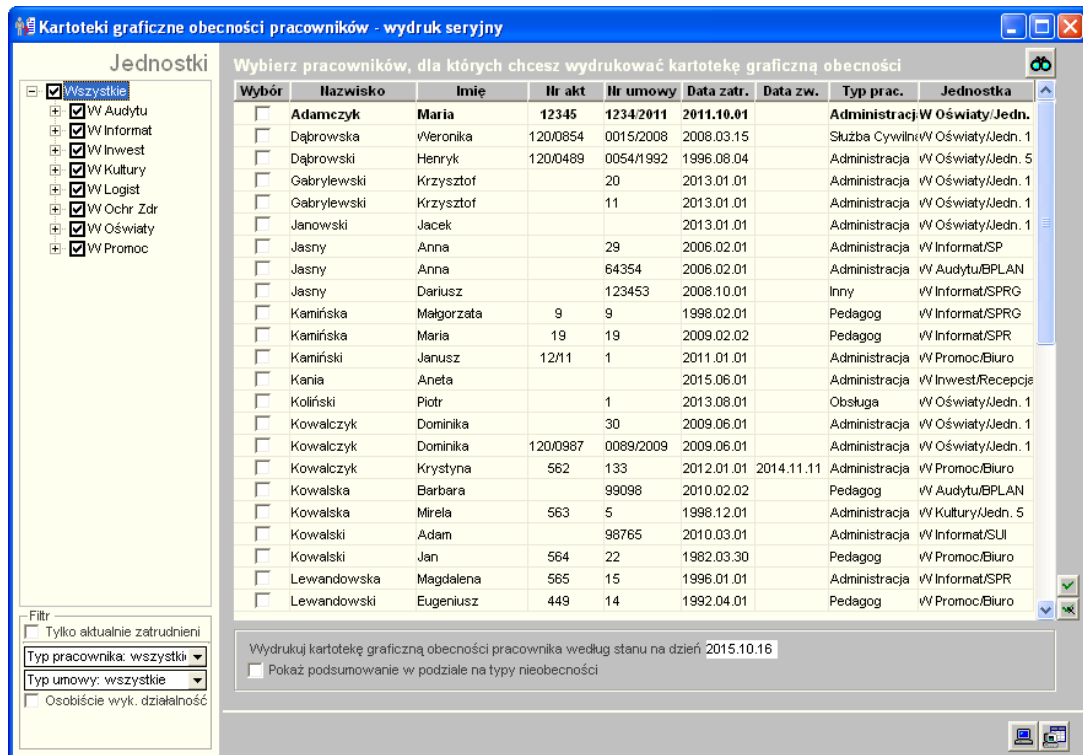 Kartoteki graficzne obecności pracowników - wydruk seryjny
Jednostki
Wszystkie
W Audytu
W Informat
W Inwest
W Kultury
W Logist
W Ochr Zdr
W Oświaty
W Promoc
Filtr
Tylko aktualnie zatrudnieni
Typ pracownika: wszystki
Typ umowy: wszystkie
Osobiście wyk. działalność
Wybierz pracowników, dla których chcesz wydrukować kartotekę graficzną obecności
Wybór Nazwisko Imię Nr akt Nr umowy Data zatr. Data zw. Typ prac. Jednostka
Adamczyk Maria 12345 1234/2011 2011.10.01 Administracja W Oświaty/Jedn.
Dąbrowska Weronika 120/0854 0015/2008 2008.03.15 Służba Cywilna W Oświaty/Jedn. 1
Dąbrowski Henryk 120/0489 0054/1992 1996.08.04 Administracja W Oświaty/Jedn. 5
Gabrylewski Krzysztof 20 2013.01.01 Administracja W Oświaty/Jedn. 1
Gabrylewski Krzysztof 11 2013.01.01 Administracja W Oświaty/Jedn. 1
Janowski Jacek 2013.01.01 Administracja W Oświaty/Jedn. 1
Jasny Anna 29 2006.02.01 Administracja W Informat/SP
Jasny Anna 64354 2006.02.01 Administracja W Audytu/BPLAN
Jasny Dariusz 123453 2008.10.01 Inny W Informat/SPRG
Kamińska Małgorzata 9 9 1998.02.01 Pedagog W Informat/SPRG
Kamińska Maria 19 19 2009.02.02 Pedagog W Informat/SPR
Kamiński Janusz 12/11 1 2011.01.01 Administracja W Promoc/Biuro
Kania Aneta 2015.06.01 Administracja W Inwest/Recepcja
Koliński Piotr 1 2013.08.01 Obsługa W Oświaty/Jedn. 1
Kowalczyk Dominika 30 2009.06.01 Administracja W Oświaty/Jedn. 1
Kowalczyk Dominika 120/0987 0089/2009 2009.06.01 Administracja W Oświaty/Jedn. 1
Kowalczyk Krystyna 562 133 2012.01.01 2014.11.11 Administracja W Promoc/Biuro
Kowalska Barbara 99098 2010.02.02 Pedagog W Audytu/BPLAN
Kowalska Mirela 563 5 1998.12.01 Administracja W Kultury/Jedn. 5
Kowalski Adam 98765 2010.03.01 Administracja W Informat/SUI
Kowalski Jan 564 22 1982.03.30 Pedagog W Promoc/Biuro
Lewandowska Magdalena 565 15 1996.01.01 Administracja W Informat/SPR
Lewandowski Eugeniusz 449 14 1992.04.01 Pedagog W Promoc/Biuro
Wydrukuj kartotekę graficzną obecności pracownika według stanu na dzień 2015.10.16
Pokaż podsumowanie w podziale na typy nieobecności